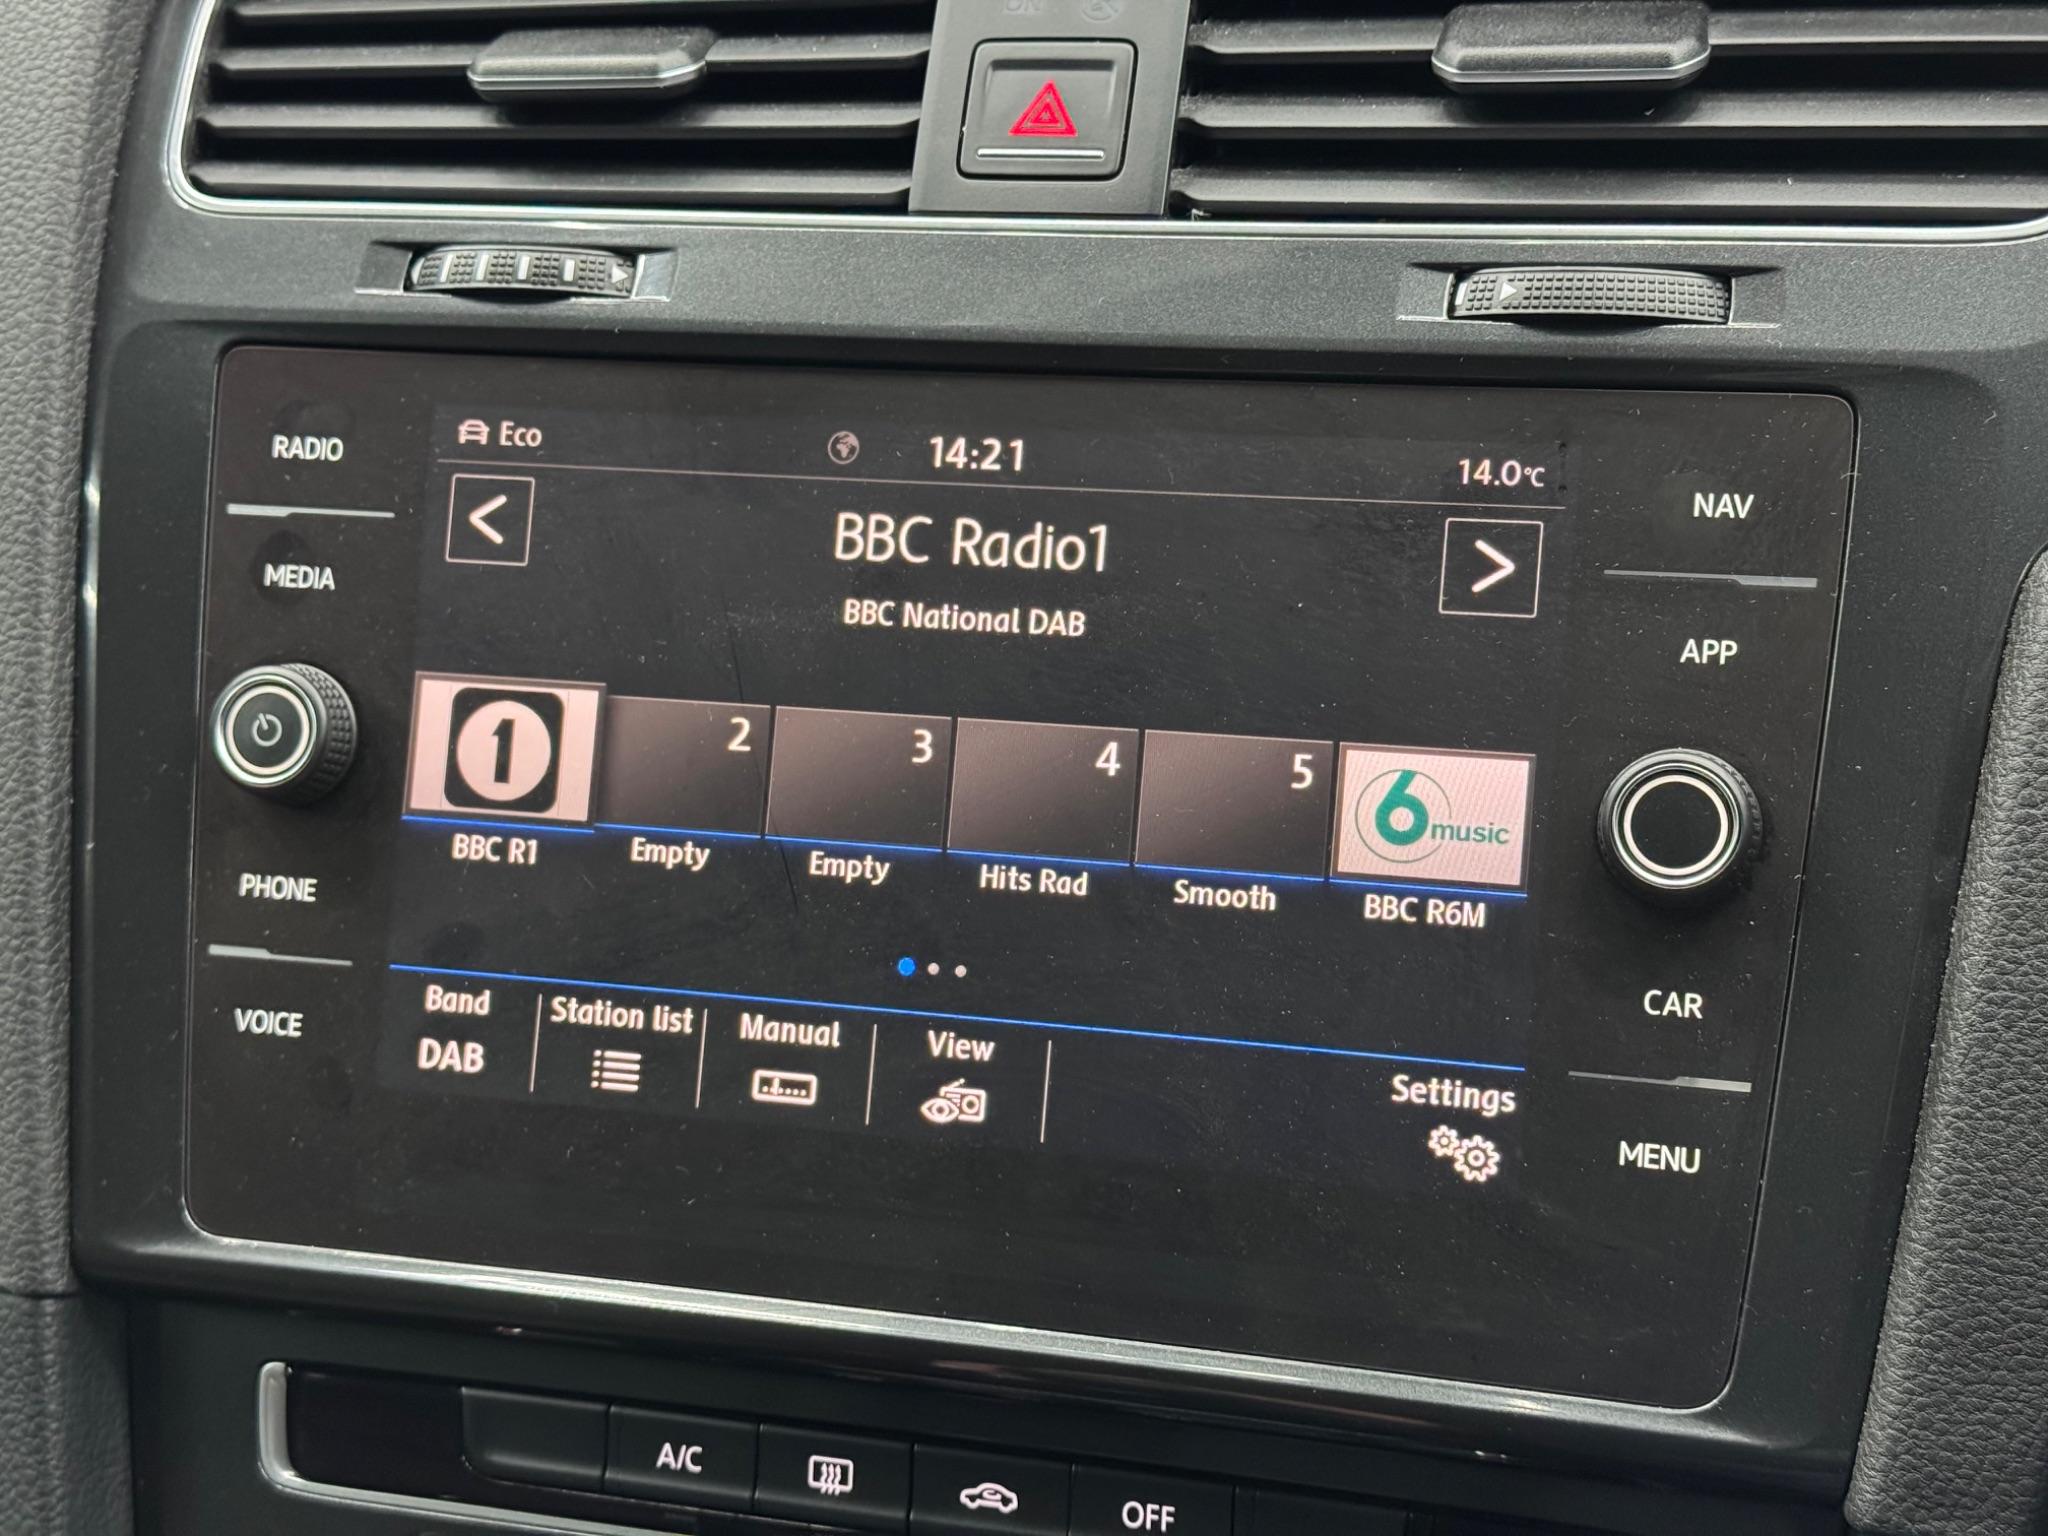 RADIO
MEDIA
PHONE
VOICE
Eco
14:21
14.0°C
<
BBC Radio1
>
BBC National DAB
1
2
3
4
5
6music
BBC R1
Empty
Empty
Hits Rad
Smooth
BBC R6M
Band
DAB
Station list
Manual
View
Settings
NAV
APP
CAR
MENU
A/C
OFF